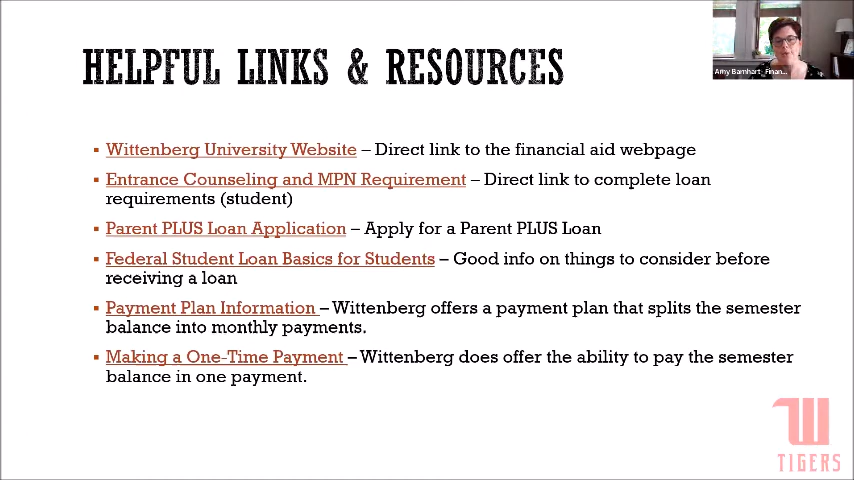 HELPFUL LINKS & RESOURCES
Amy Barnhart_ Finan...
▪ Wittenberg University Website – Direct link to the financial aid webpage
▪ Entrance Counseling and MPN Requirement – Direct link to complete loan
requirements (student)
▪ Parent PLUS Loan Application – Apply for a Parent PLUS Loan
▪ Federal Student Loan Basics for Students – Good info on things to consider before
receiving a loan
▪ Payment Plan Information – Wittenberg offers a payment plan that splits the semester
balance into monthly payments.
▪ Making a One-Time Payment – Wittenberg does offer the ability to pay the semester
balance in one payment.
W
TIGERS